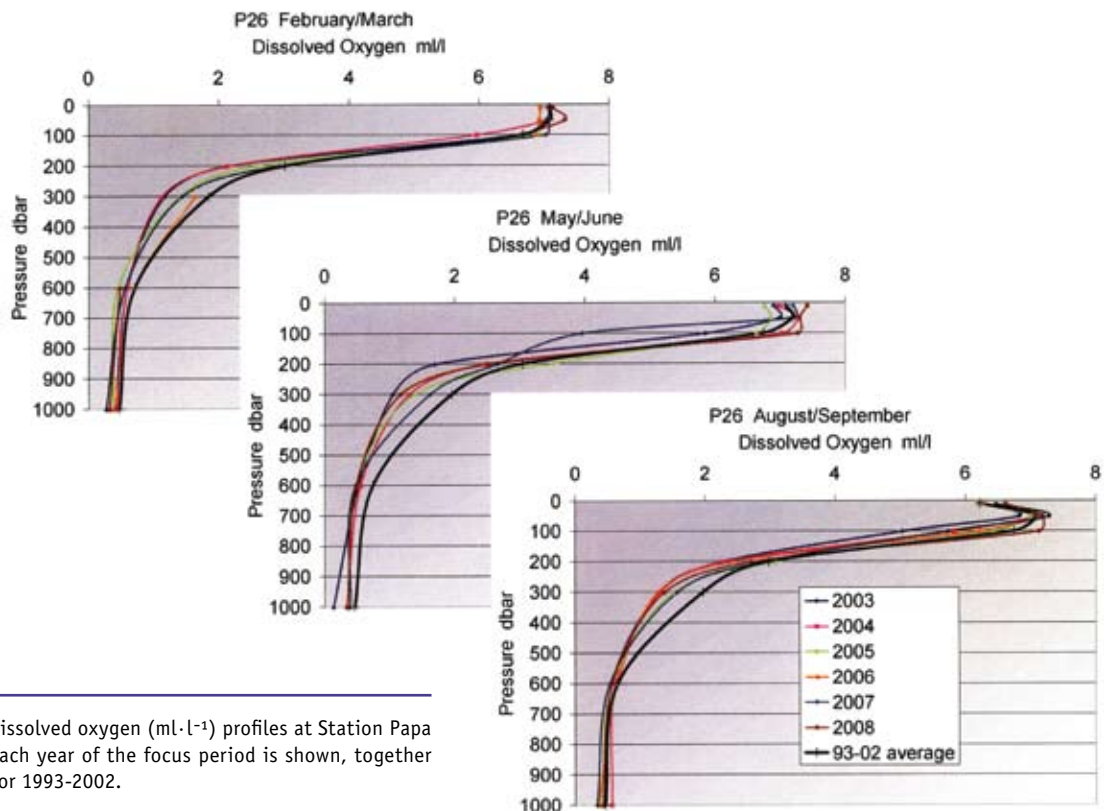 P26 February/March
Dissolved Oxygen ml/l
0 2 4 6 8
0
100
200
300
400
500
600
700
800
900
1000
Pressure dbar
P26 May/June
Dissolved Oxygen ml/l
0 2 4 6 8
0
100
200
300
400
500
600
700
800
900
1000
Pressure dbar
P26 August/September
Dissolved Oxygen ml/l
0 2 4 6 8
0
100
200
300
400
500
600
700
800
900
1000
Pressure dbar
2003
2004
2005
2006
2007
2008
93-02 average
issolved oxygen (ml·l-1) profiles at Station Papa
ach year of the focus period is shown, together
or 1993-2002.